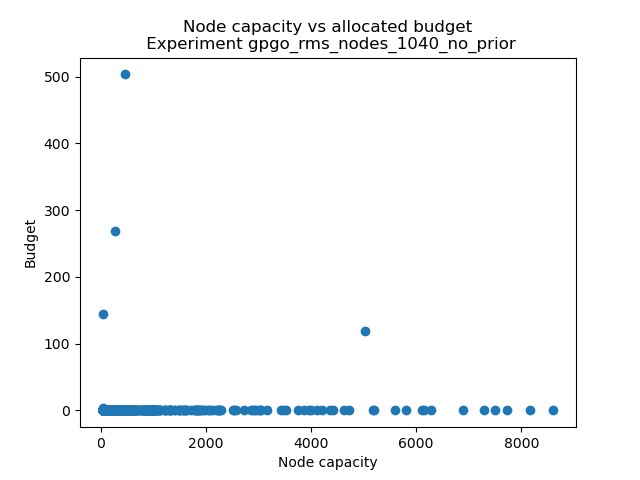 Node capacity vs allocated budget
Experiment gpgo_rms_nodes_1040_no_prior
500
400
300
200
100
0
Budget
0 2000 4000 6000 8000
Node capacity